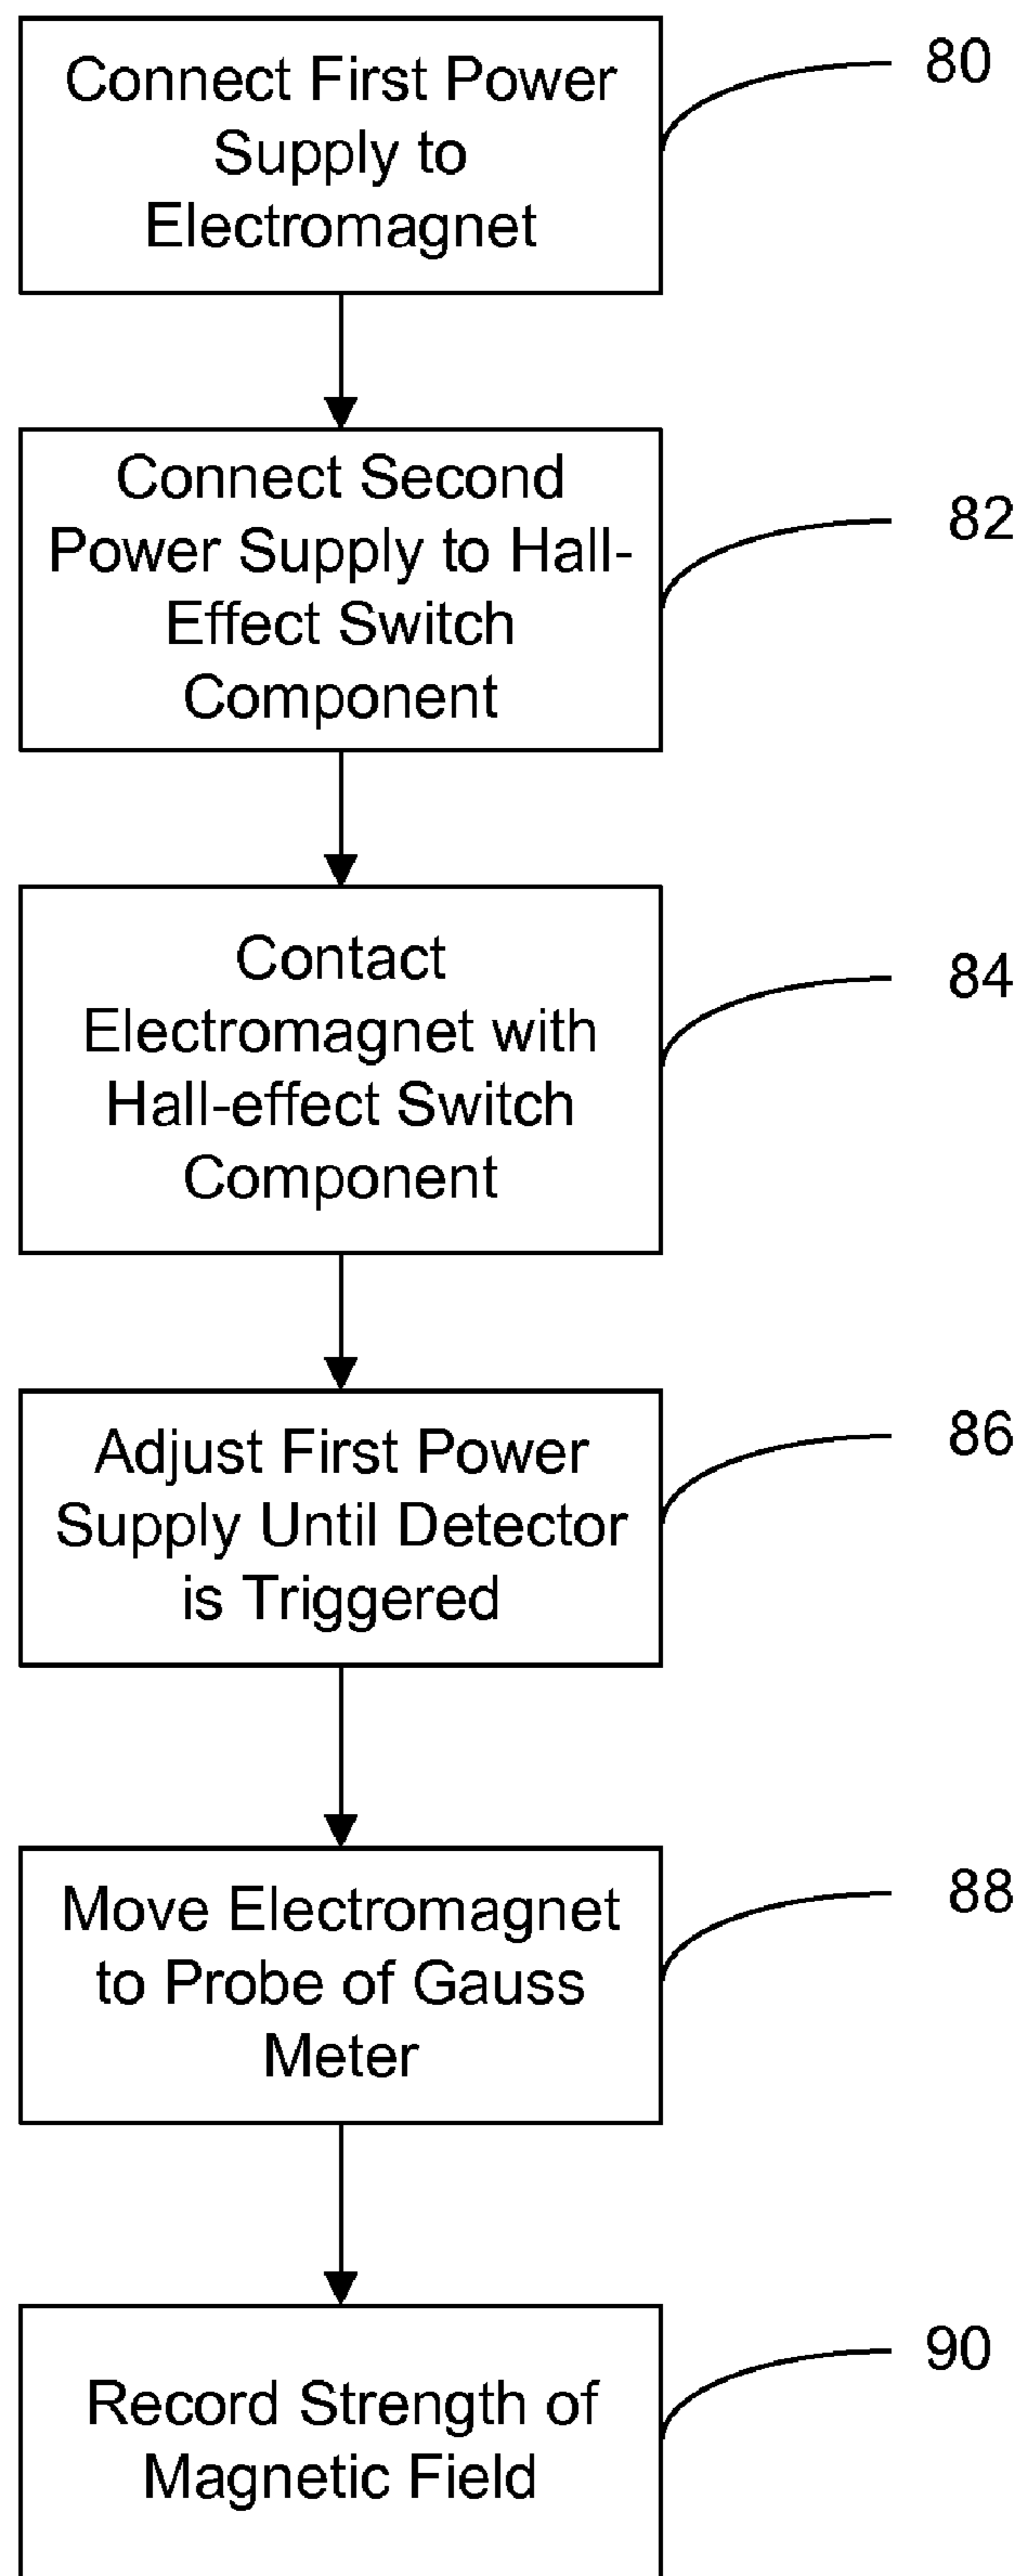 Connect First Power
Supply to
Electromagnet
80
Connect Second
Power Supply to Hall-
Effect Switch
Component
82
Contact
Electromagnet with
Hall-effect Switch
Component
84
Adjust First Power
Supply Until Detector
is Triggered
86
Move Electromagnet
to Probe of Gauss
Meter
88
Record Strength of
Magnetic Field
90